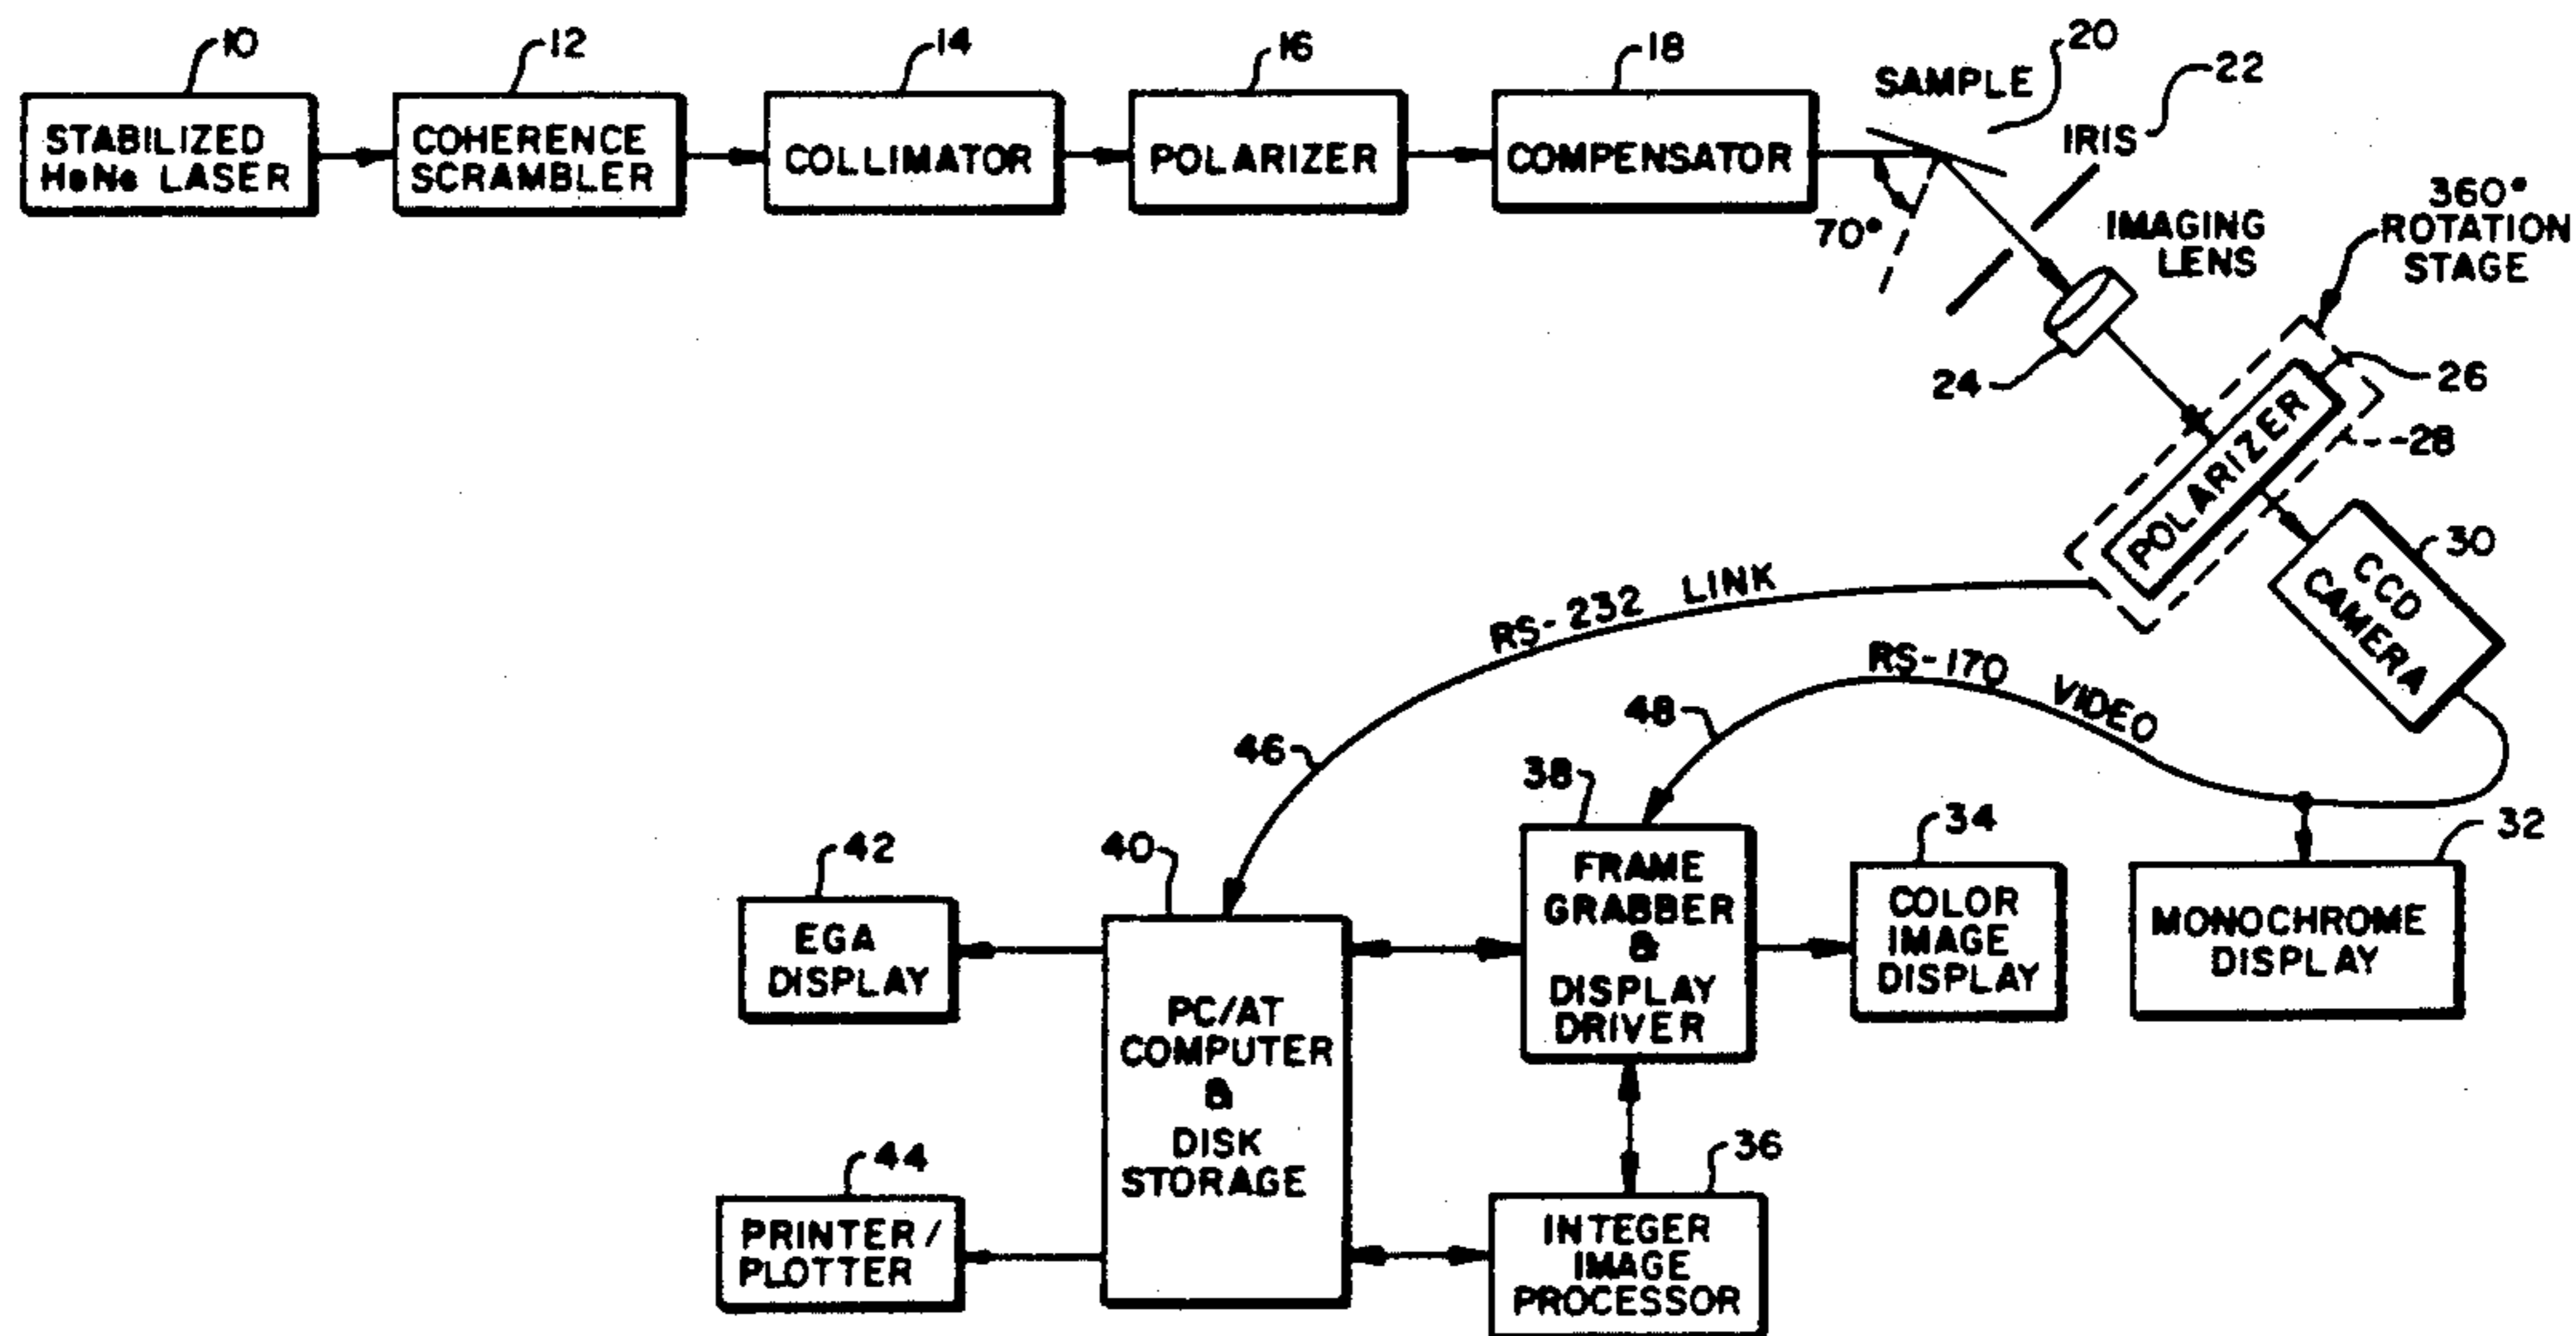 10
12
14
16
18
20
SAMPLE
22
IRIS
STABILIZED
HeNe LASER
COHERENCE
SCRAMBLER
COLLIMATOR
POLARIZER
COMPENSATOR
70°
IMAGING
LENS
360°
ROTATION
STAGE
24
26
28
POLARIZER
30
CCD
CAMERA
RS-232 LINK
RS-170 VIDEO
46
48
38
34
32
42
40
FRAME
GRABBER
&
DISPLAY
DRIVER
COLOR
IMAGE
DISPLAY
MONOCHROME
DISPLAY
EGA
DISPLAY
PC/AT
COMPUTER
&
DISK
STORAGE
44
36
PRINTER/
PLOTTER
INTEGER
IMAGE
PROCESSOR